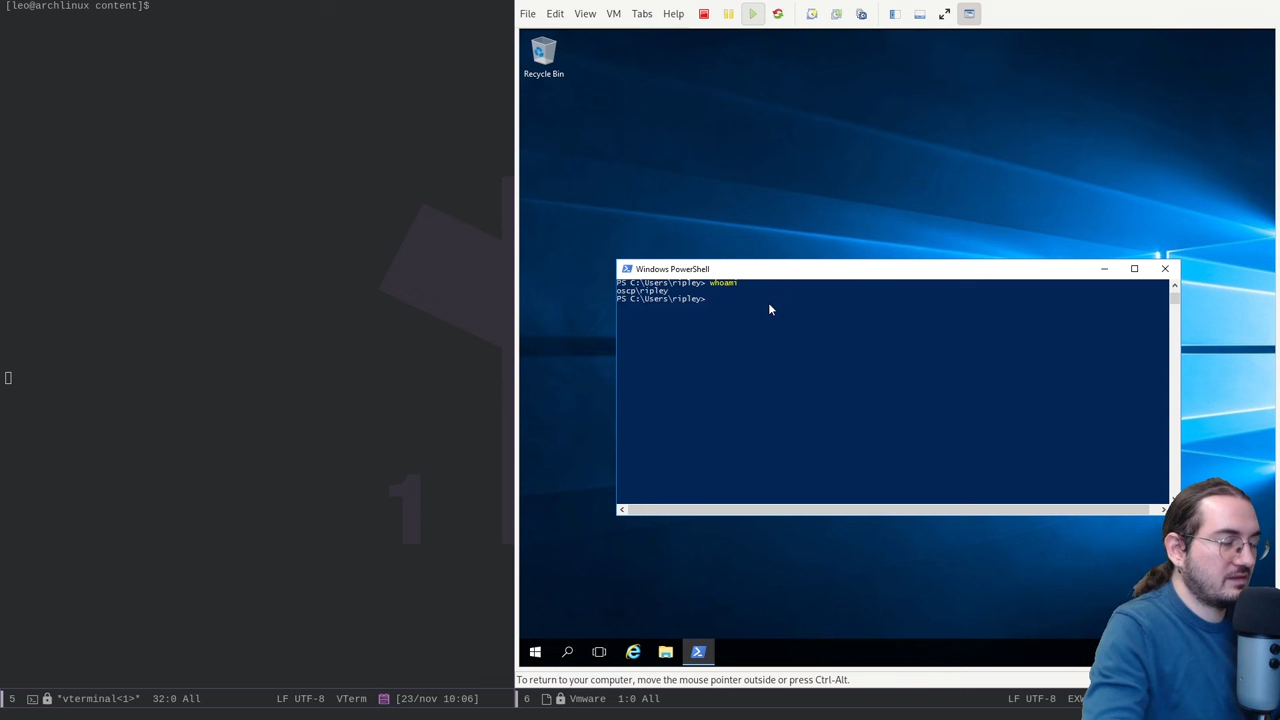 [leo@archlinux content]$
File Edit View VM Tabs Help
Recycle Bin
Windows PowerShell
PS C:\Users\ripley> whoami
oscp\ripley
PS C:\Users\ripley>
1
To return to your computer, move the mouse pointer outside or press Ctrl-Alt.
5 *vterminal<1>* 32:0 All LF UTF-8 VTerm [23/nov 10:06]
6 Vmware 1:0 All LF UTF-8